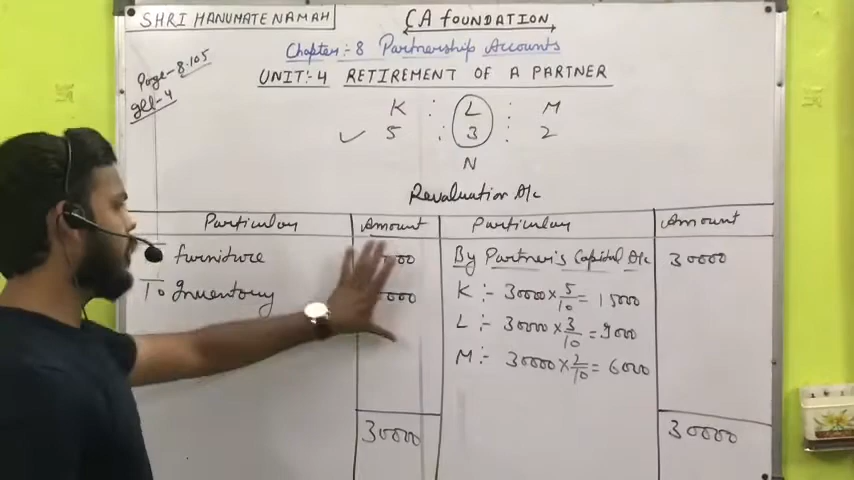 SHRI HANUMATE NAMAH
CA FOUNDATION
Chapter:- 8 Partnership Accounts
UNIT:-4 RETIREMENT OF A PARTNER
Page-8.105
K : L : M
5 : 3 : 2
N
Revaluation A/c
Particular Amount Particular Amount
Furniture 00 By Partner's Capital A/c 30000
To Inventory 000 K :- 30000 × 5/10 = 15000
L :- 30000 × 3/10 = 9000
M :- 30000 × 2/10 = 6000
30000 30000